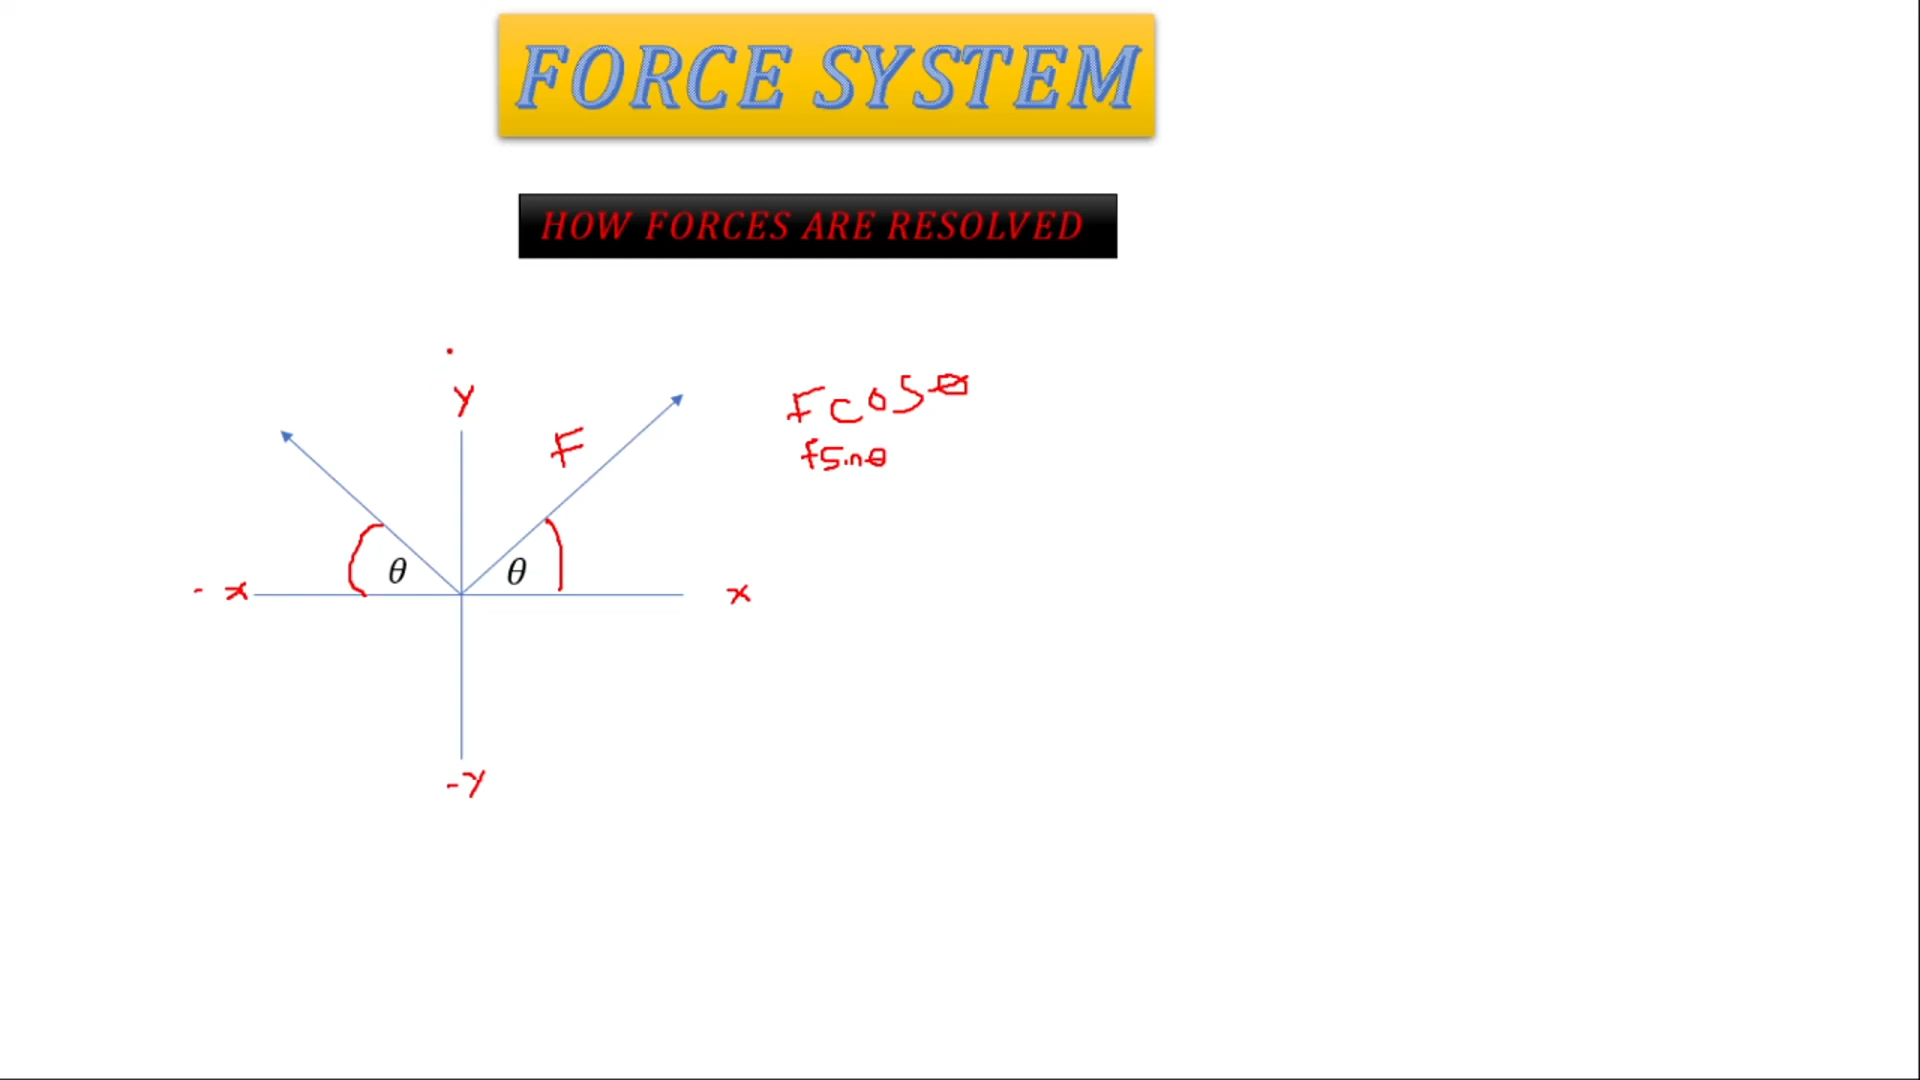 FORCE SYSTEM
HOW FORCES ARE RESOLVED
y
F
Fcosθ
fsinθ
θ
θ
- x
x
-y